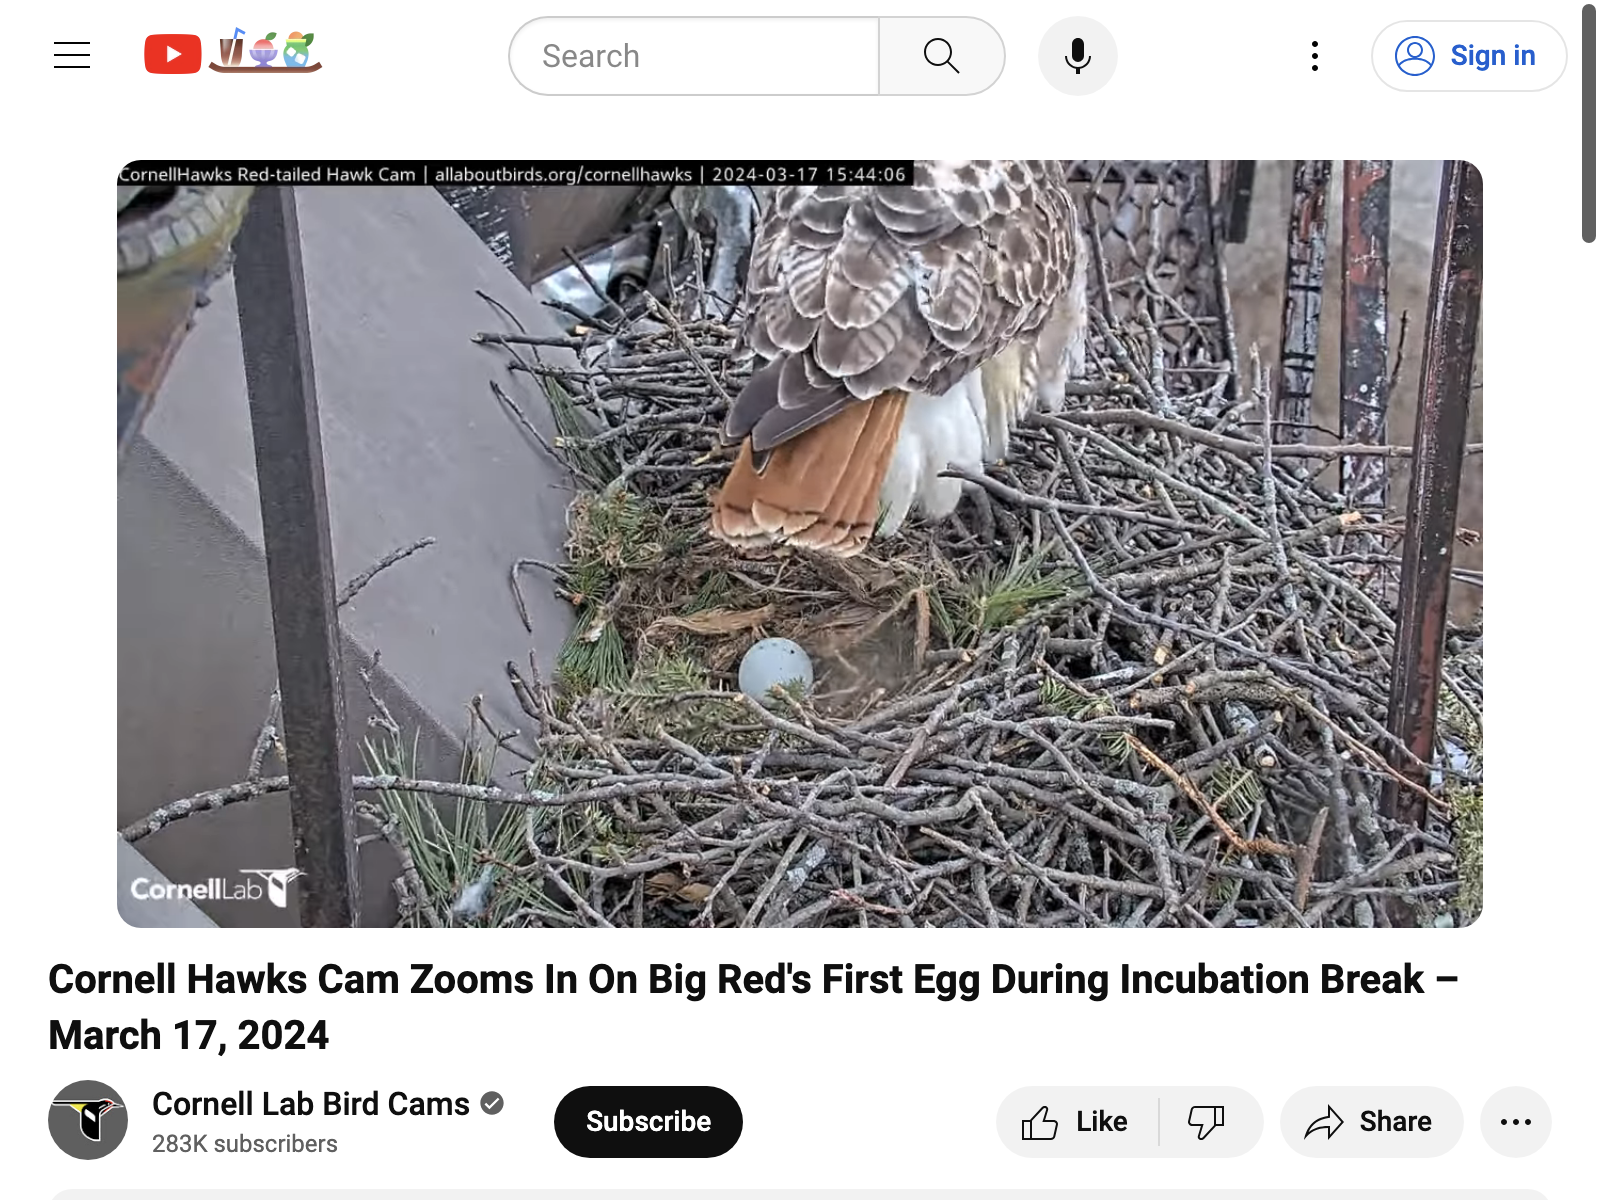 Search
Sign in
CornellHawks Red-tailed Hawk Cam | allaboutbirds.org/cornellhawks | 2024-03-17 15:44:06
CornellLab
Cornell Hawks Cam Zooms In On Big Red's First Egg During Incubation Break –
March 17, 2024
Cornell Lab Bird Cams
283K subscribers
Subscribe
Like
Share